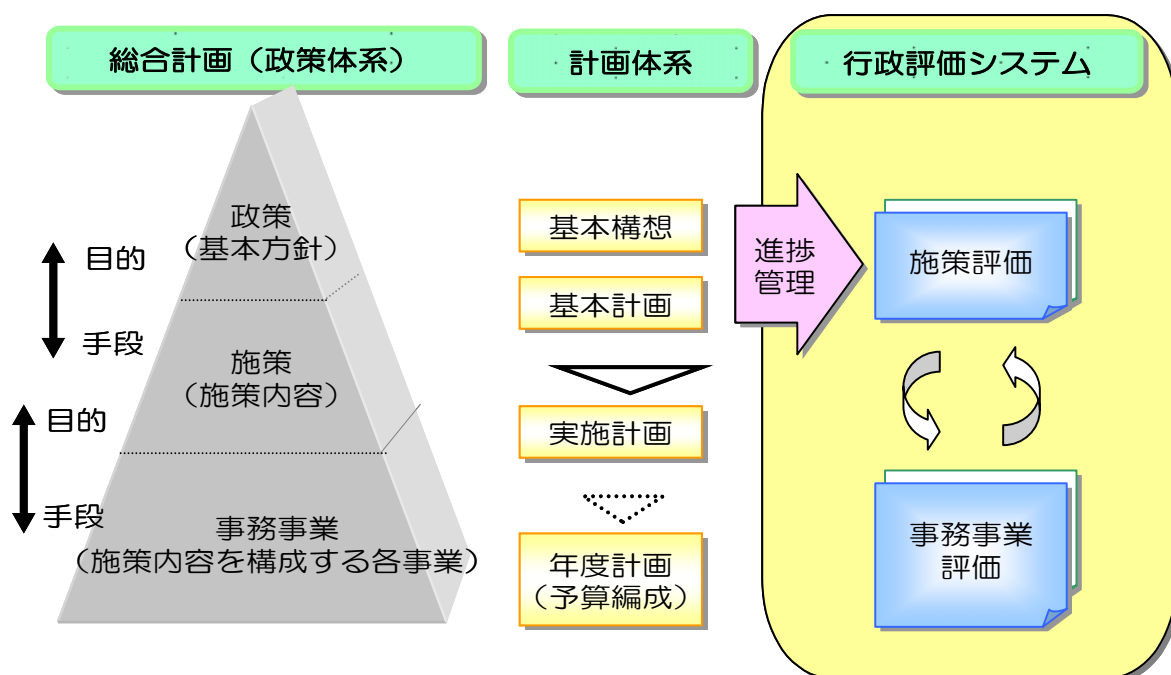 総合計画（政策体系）
計画体系
行政評価システム
政策
（基本方針）
目的
手段
施策
（施策内容）
目的
手段
事務事業
（施策内容を構成する各事業）
基本構想
基本計画
実施計画
年度計画
（予算編成）
進捗
管理
施策評価
事務事業
評価